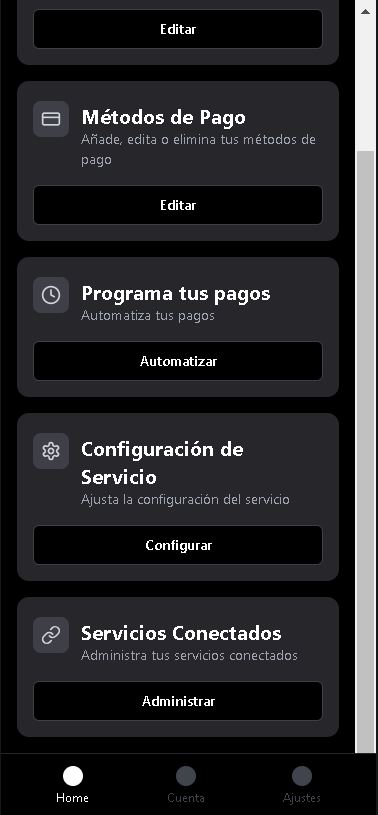 Editar
Métodos de Pago
Añade, edita o elimina tus métodos de
pago
Editar
Programa tus pagos
Automatiza tus pagos
Automatizar
Configuración de
Servicio
Ajusta la configuración del servicio
Configurar
Servicios Conectados
Administra tus servicios conectados
Administrar
Home
Cuenta
Ajustes